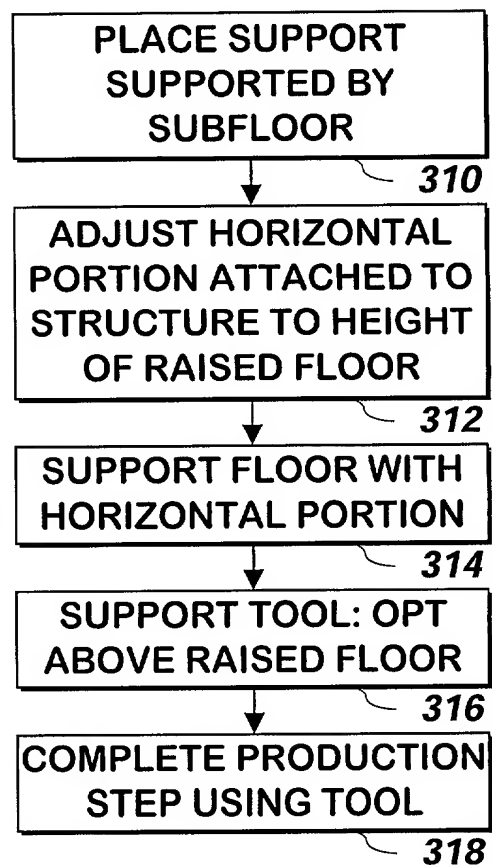 PLACE SUPPORT
SUPPORTED BY
SUBFLOOR
310
ADJUST HORIZONTAL
PORTION ATTACHED TO
STRUCTURE TO HEIGHT
OF RAISED FLOOR
312
SUPPORT FLOOR WITH
HORIZONTAL PORTION
314
SUPPORT TOOL: OPT
ABOVE RAISED FLOOR
316
COMPLETE PRODUCTION
STEP USING TOOL
318